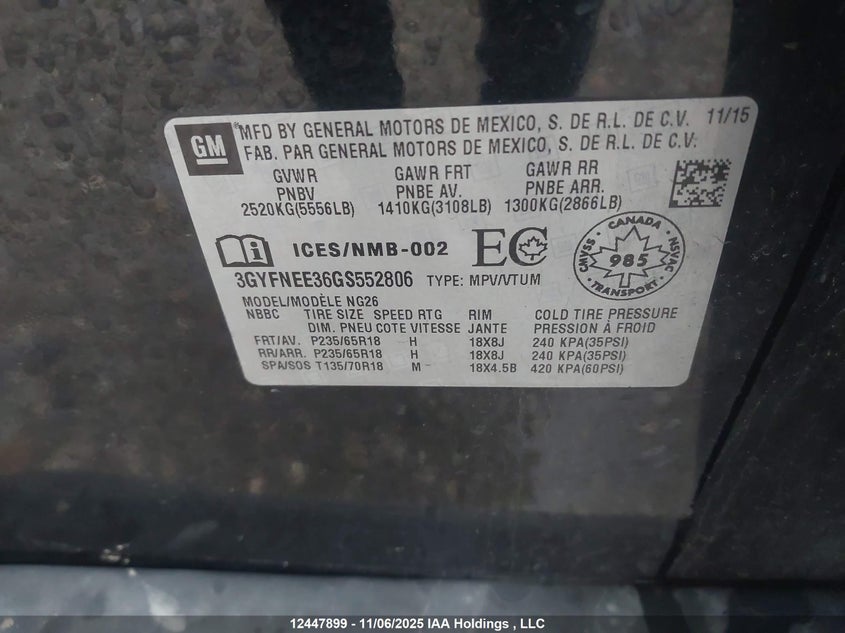 GM
® MFD BY GENERAL MOTORS DE MEXICO, S. DE R.L. DE C.V. 11/15
FAB. PAR GENERAL MOTORS DE MEXICO, S. DE R.L. DE C.V.
GVWR GAWR FRT GAWR RR
PNBV PNBE AV. PNBE ARR.
2520KG(5556LB) 1410KG(3108LB) 1300KG(2866LB)
i ICES/NMB-002 EC
CANADA CMVSS 985 NSVAC TRANSPORT
3GYFNEE36GS552806 TYPE: MPV/VTUM
MODEL/MODÈLE NG26
NBBC TIRE SIZE SPEED RTG RIM COLD TIRE PRESSURE
DIM. PNEU COTE VITESSE JANTE PRESSION À FROID
FRT/AV. P235/65R18 H 18X8J 240 KPA(35PSI)
RR/ARR. P235/65R18 H 18X8J 240 KPA(35PSI)
SPA/SOS T135/70R18 M 18X4.5B 420 KPA(60PSI)
12447899 - 11/06/2025 IAA Holdings , LLC